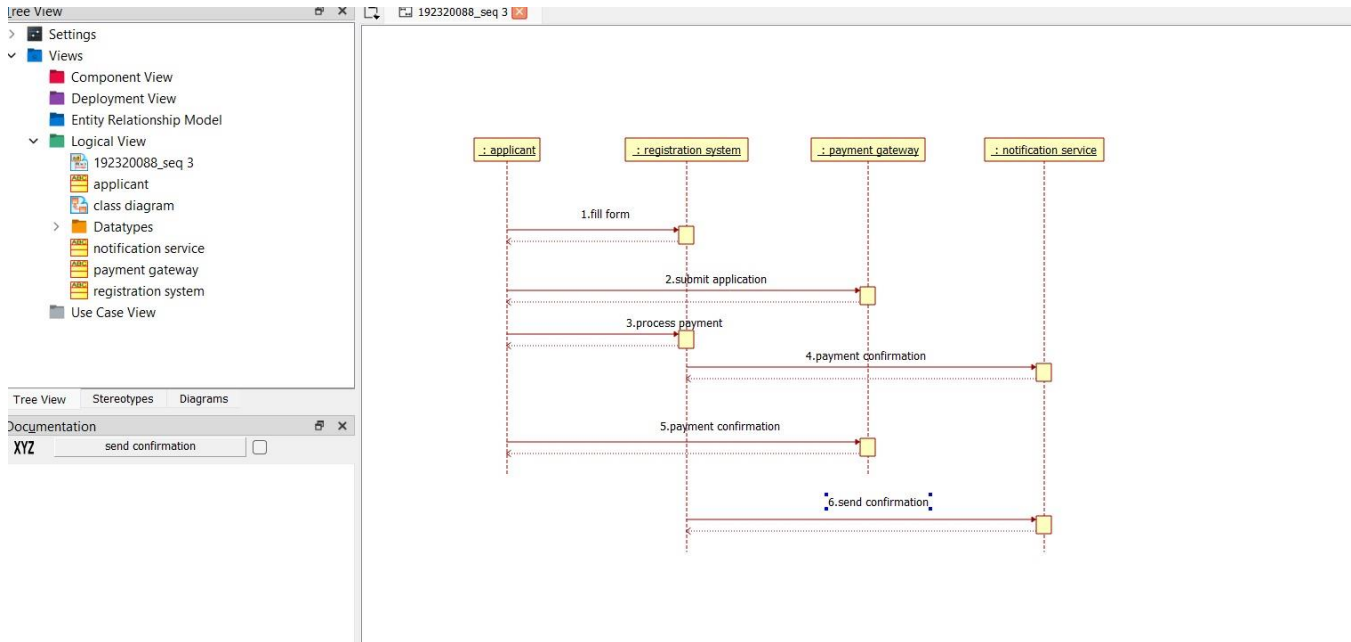 Tree View
192320088_seq 3
Settings
Views
Component View
Deployment View
Entity Relationship Model
Logical View
192320088_seq 3
applicant
class diagram
Datatypes
notification service
payment gateway
registration system
Use Case View
Tree View Stereotypes Diagrams
Documentation
XYZ send confirmation
: applicant : registration system : payment gateway : notification service
1.fill form
2.submit application
3.process payment
4.payment confirmation
5.payment confirmation
6.send confirmation